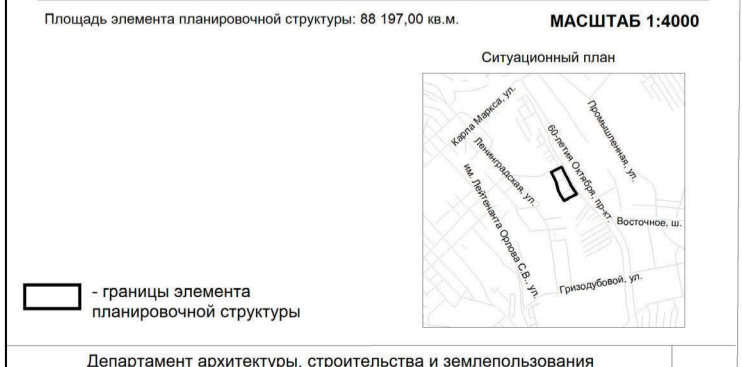 Площадь элемента планировочной структуры: 88 197,00 кв.м.
МАСШТАБ 1:4000
Ситуационный план
Карла Маркса, ул.
60-летия Октября, пр-кт.
Промышленная, ул.
Ленинградская, ул.
им. Лейтенанта Орлова С.В., ул.
Восточное, ш.
Гризодубовой, ул.
- границы элемента
планировочной структуры
Департамент архитектуры, строительства и землепользования